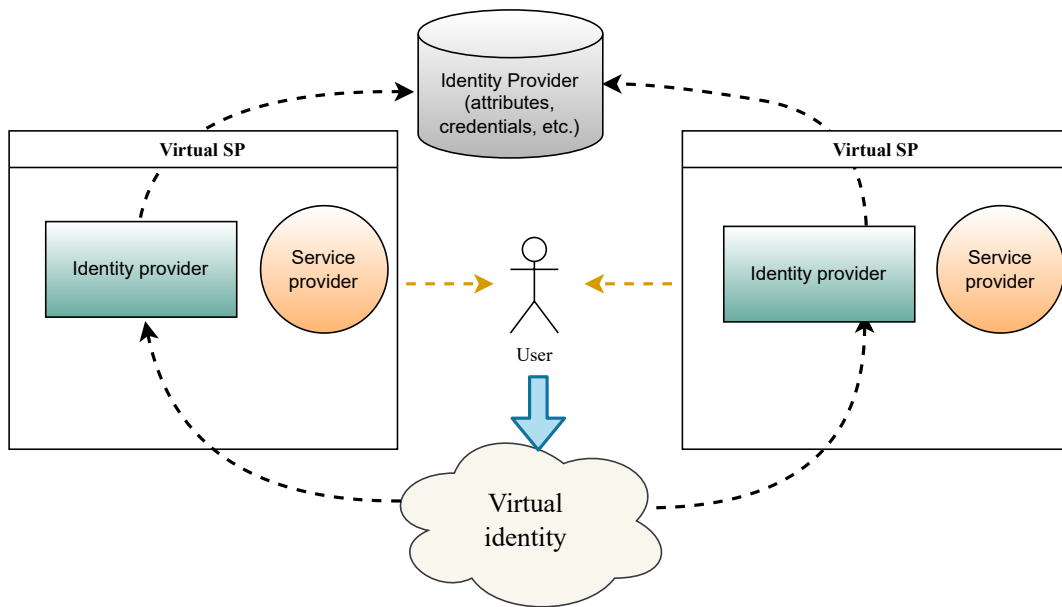 Identity Provider
(attributes,
credentials, etc.)
Virtual SP
Virtual SP
Identity provider
Service
provider
Identity provider
Service
provider
User
Virtual
identity